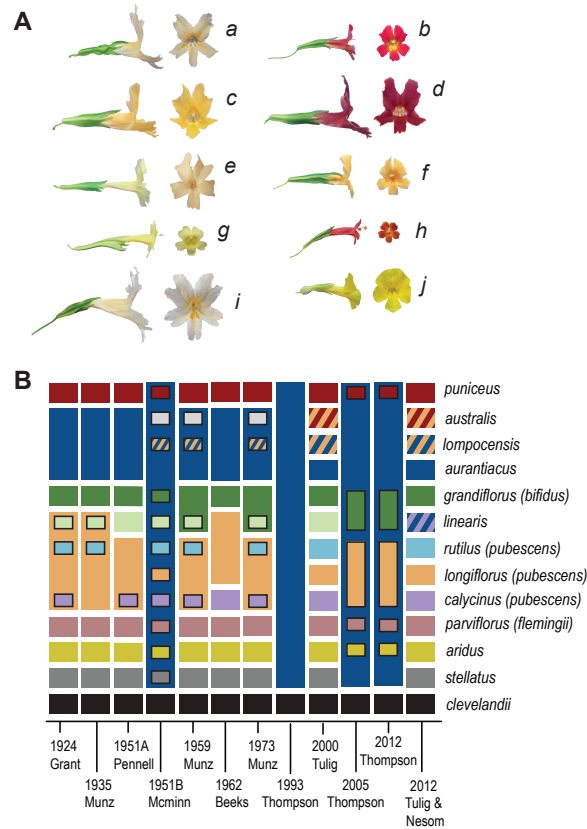 A
a
b
c
d
e
f
g
h
i
j
B
puniceus
australis
lompocensis
aurantiacus
grandiflorus (bifidus)
linearis
rutilus (pubescens)
longiflorus (pubescens)
calycinus (pubescens)
parviflorus (flemingii)
aridus
stellatus
clevelandii
1924
Grant
1935
Munz
1951A
Pennell
1951B
Mcminn
1959
Munz
1962
Beeks
1973
Munz
1993
Thompson
2000
Tulig
2005
Thompson
2012
Thompson
2012
Tulig &
Nesom